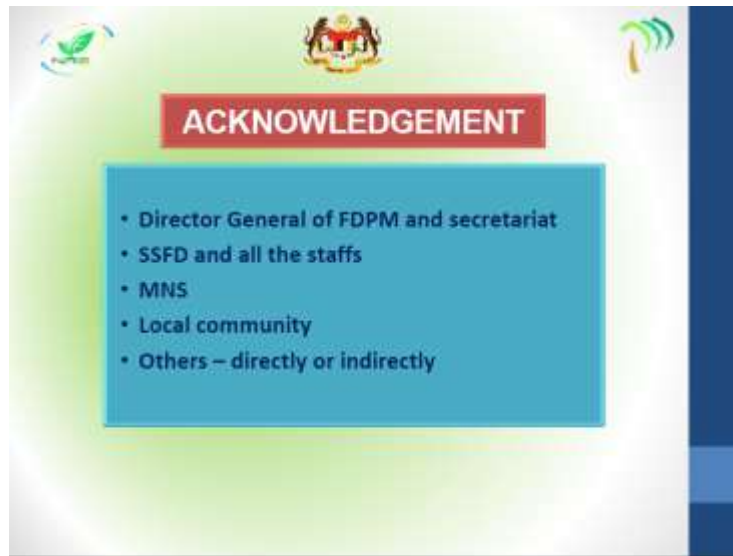 ACKNOWLEDGEMENT
• Director General of FDPM and secretariat
• SSFD and all the staffs
• MNS
• Local community
• Others – directly or indirectly